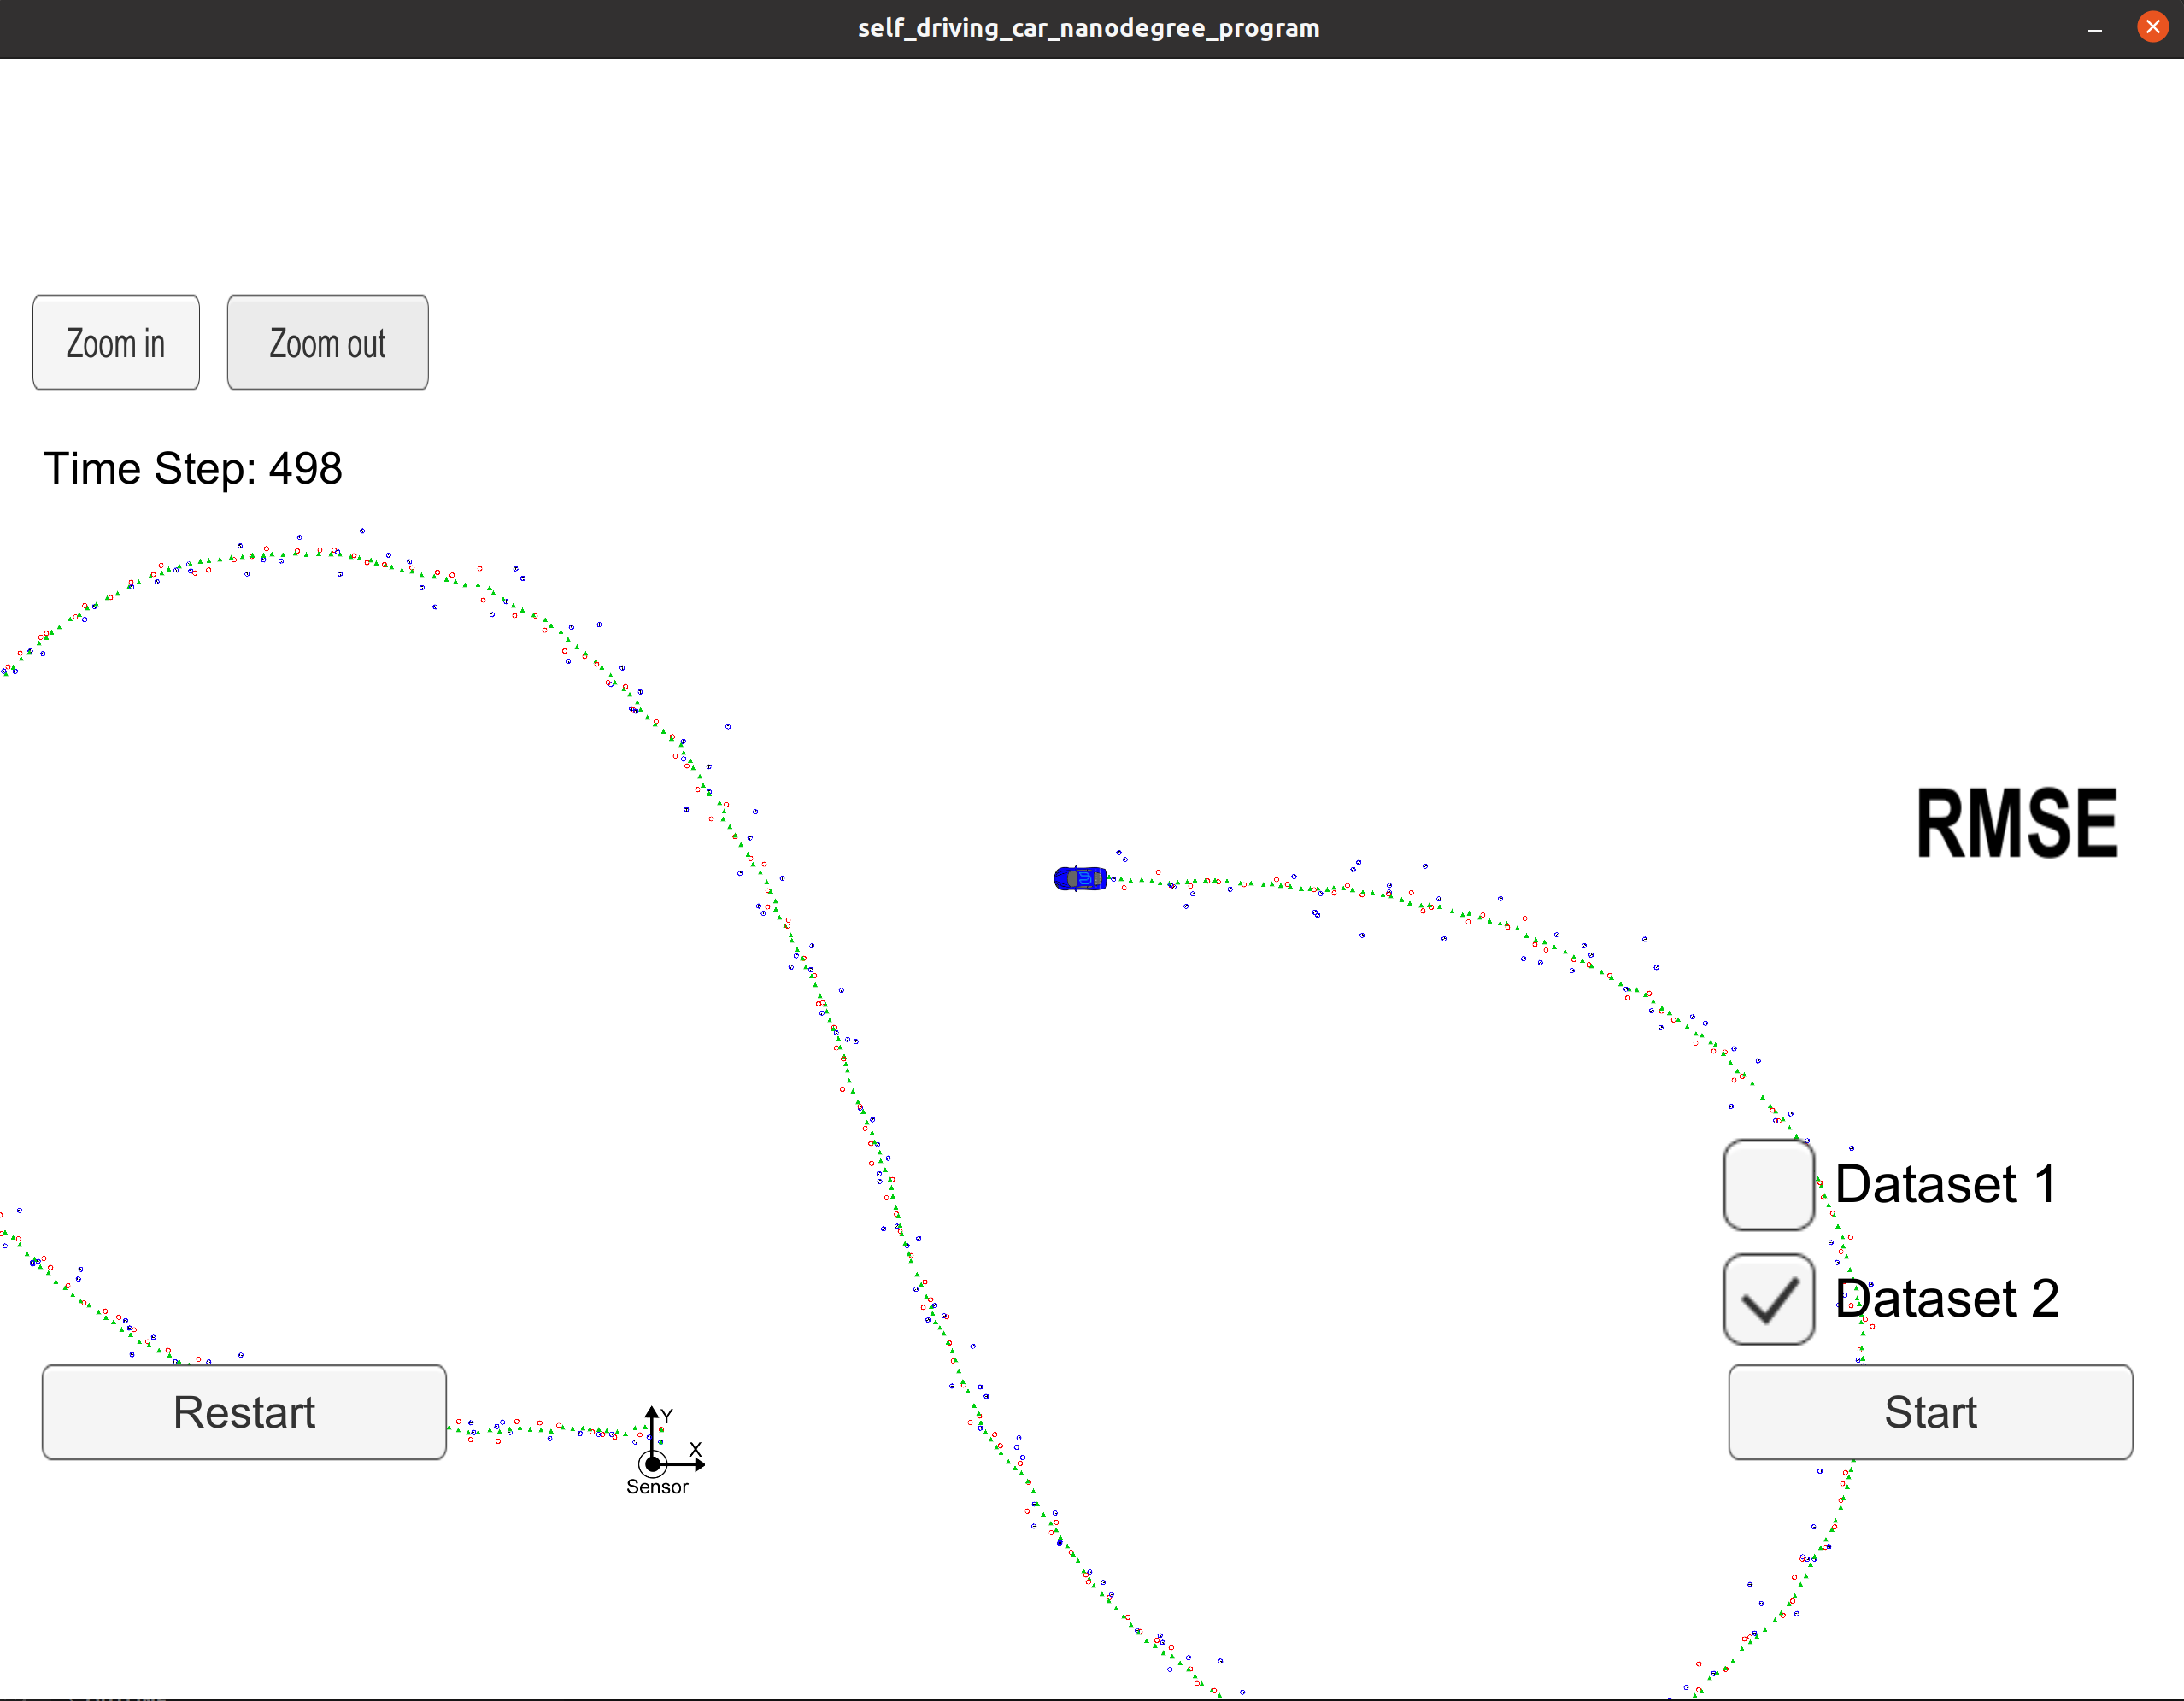 self_driving_car_nanodegree_program
Zoom in
Zoom out
Time Step: 498
RMSE
Dataset 1
Dataset 2
Restart
Start
Y
X
Sensor